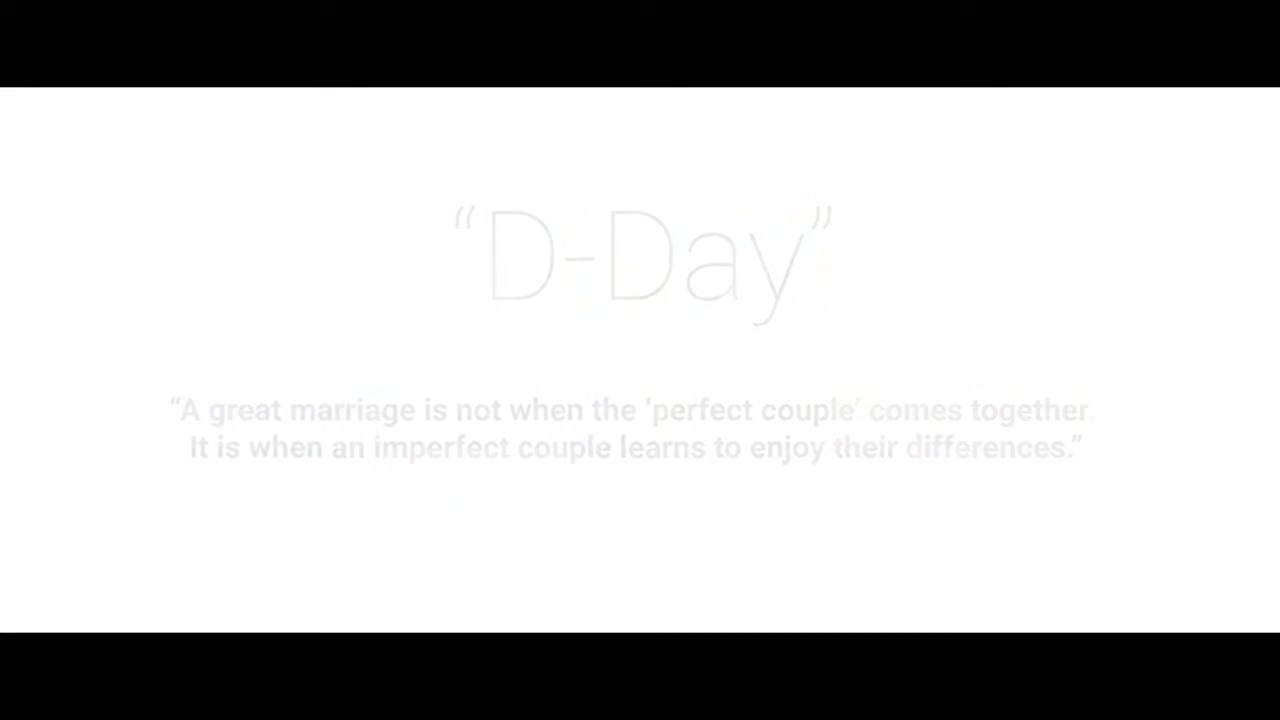 “D-Day”
“A great marriage is not when the ‘perfect couple’ comes together.
It is when an imperfect couple learns to enjoy their differences.”